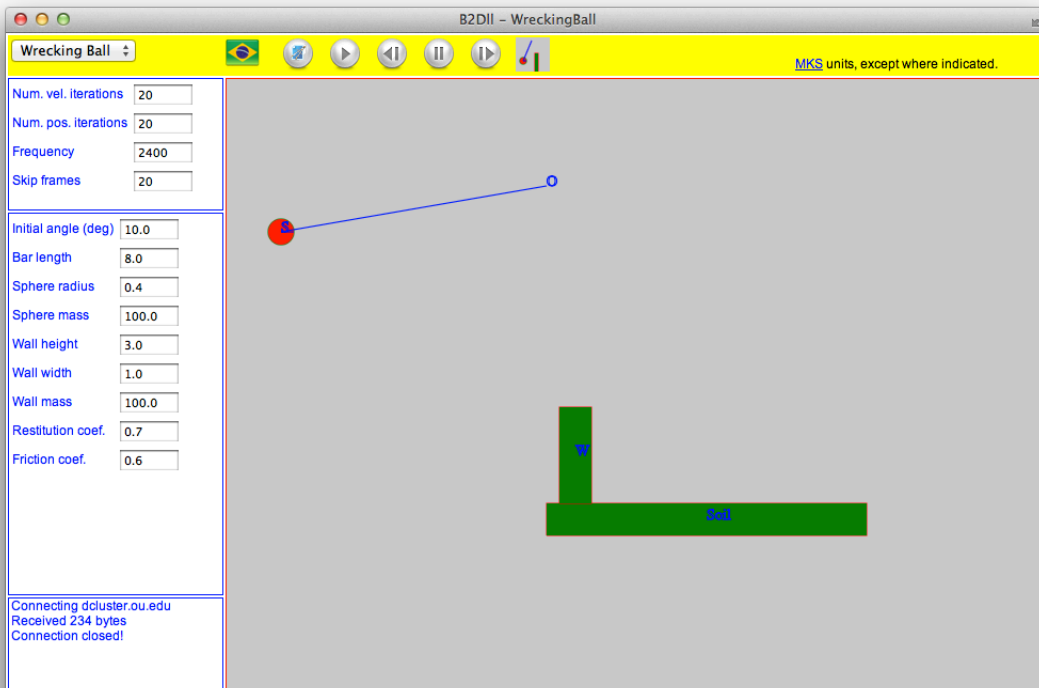 B2Dll – WreckingBall
Wrecking Ball
MKS units, except where indicated.
Num. vel. iterations 20
Num. pos. iterations 20
Frequency 2400
Skip frames 20
Initial angle (deg) 10.0
Bar length 8.0
Sphere radius 0.4
Sphere mass 100.0
Wall height 3.0
Wall width 1.0
Wall mass 100.0
Restitution coef. 0.7
Friction coef. 0.6
O
S
W
Soil
Connecting dcluster.ou.edu
Received 234 bytes
Connection closed!